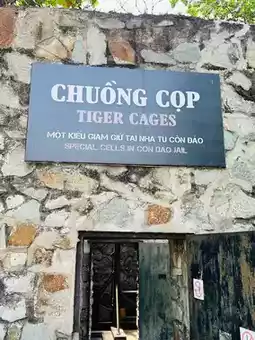 CHUỒNG CỌP
TIGER CAGES
MỘT KIỂU GIAM GIỮ TẠI NHÀ TÙ CÔN ĐẢO
SPECIAL CELLS IN CON DAO JAIL